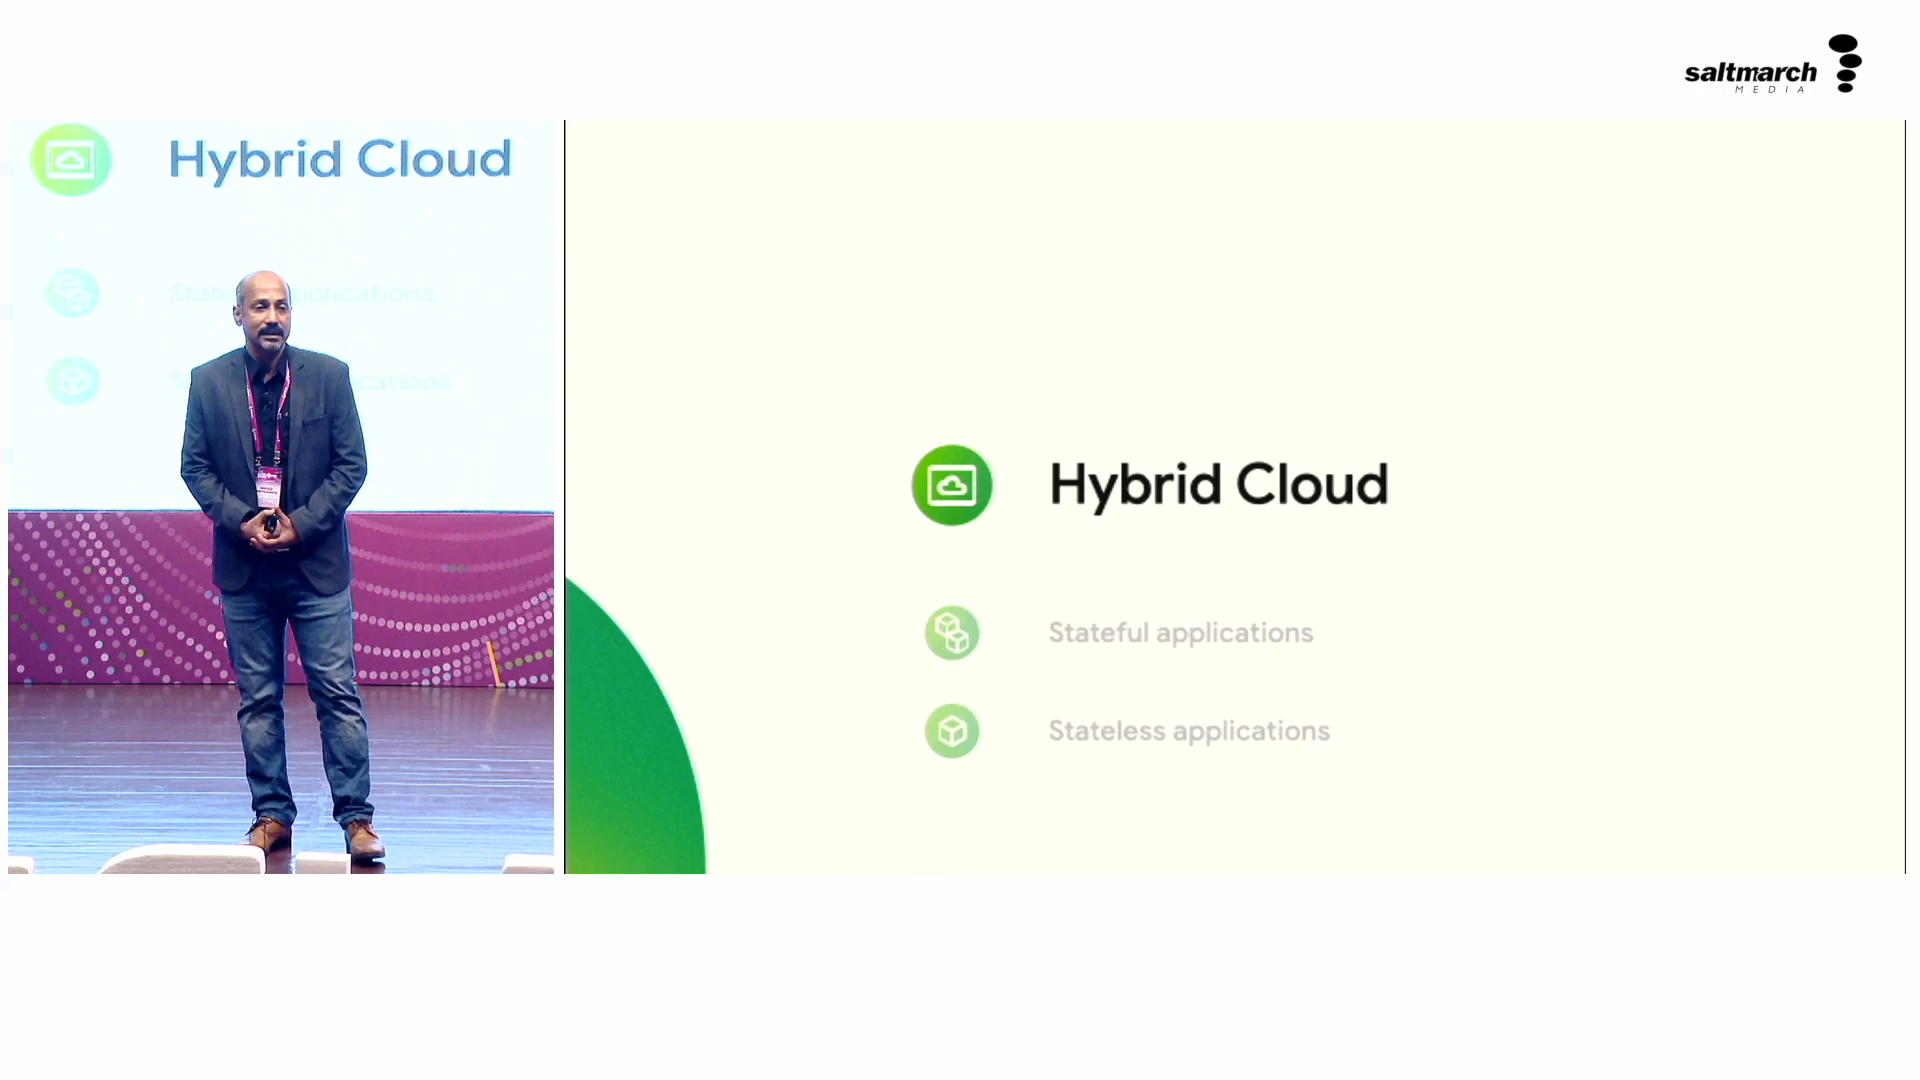 saltmarch
MEDIA
Hybrid Cloud
Hybrid Cloud
Stateful applications
Stateless applications